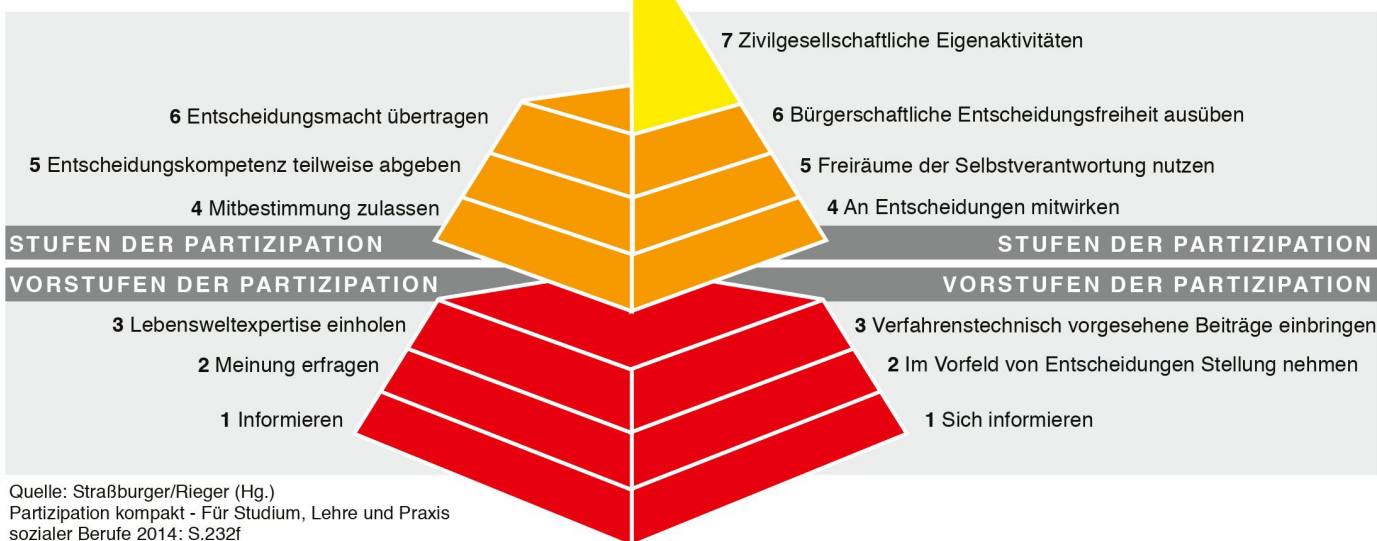 7 Zivilgesellschaftliche Eigenaktivitäten
6 Entscheidungsmacht übertragen
6 Bürgerschaftliche Entscheidungsfreiheit ausüben
5 Entscheidungskompetenz teilweise abgeben
5 Freiräume der Selbstverantwortung nutzen
4 Mitbestimmung zulassen
4 An Entscheidungen mitwirken
STUFEN DER PARTIZIPATION
STUFEN DER PARTIZIPATION
VORSTUFEN DER PARTIZIPATION
VORSTUFEN DER PARTIZIPATION
3 Lebensweltexpertise einholen
3 Verfahrenstechnisch vorgesehene Beiträge einbringen
2 Meinung erfragen
2 Im Vorfeld von Entscheidungen Stellung nehmen
1 Informieren
1 Sich informieren
Quelle: Straßburger/Rieger (Hg.)
Partizipation kompakt - Für Studium, Lehre und Praxis
sozialer Berufe 2014: S.232f